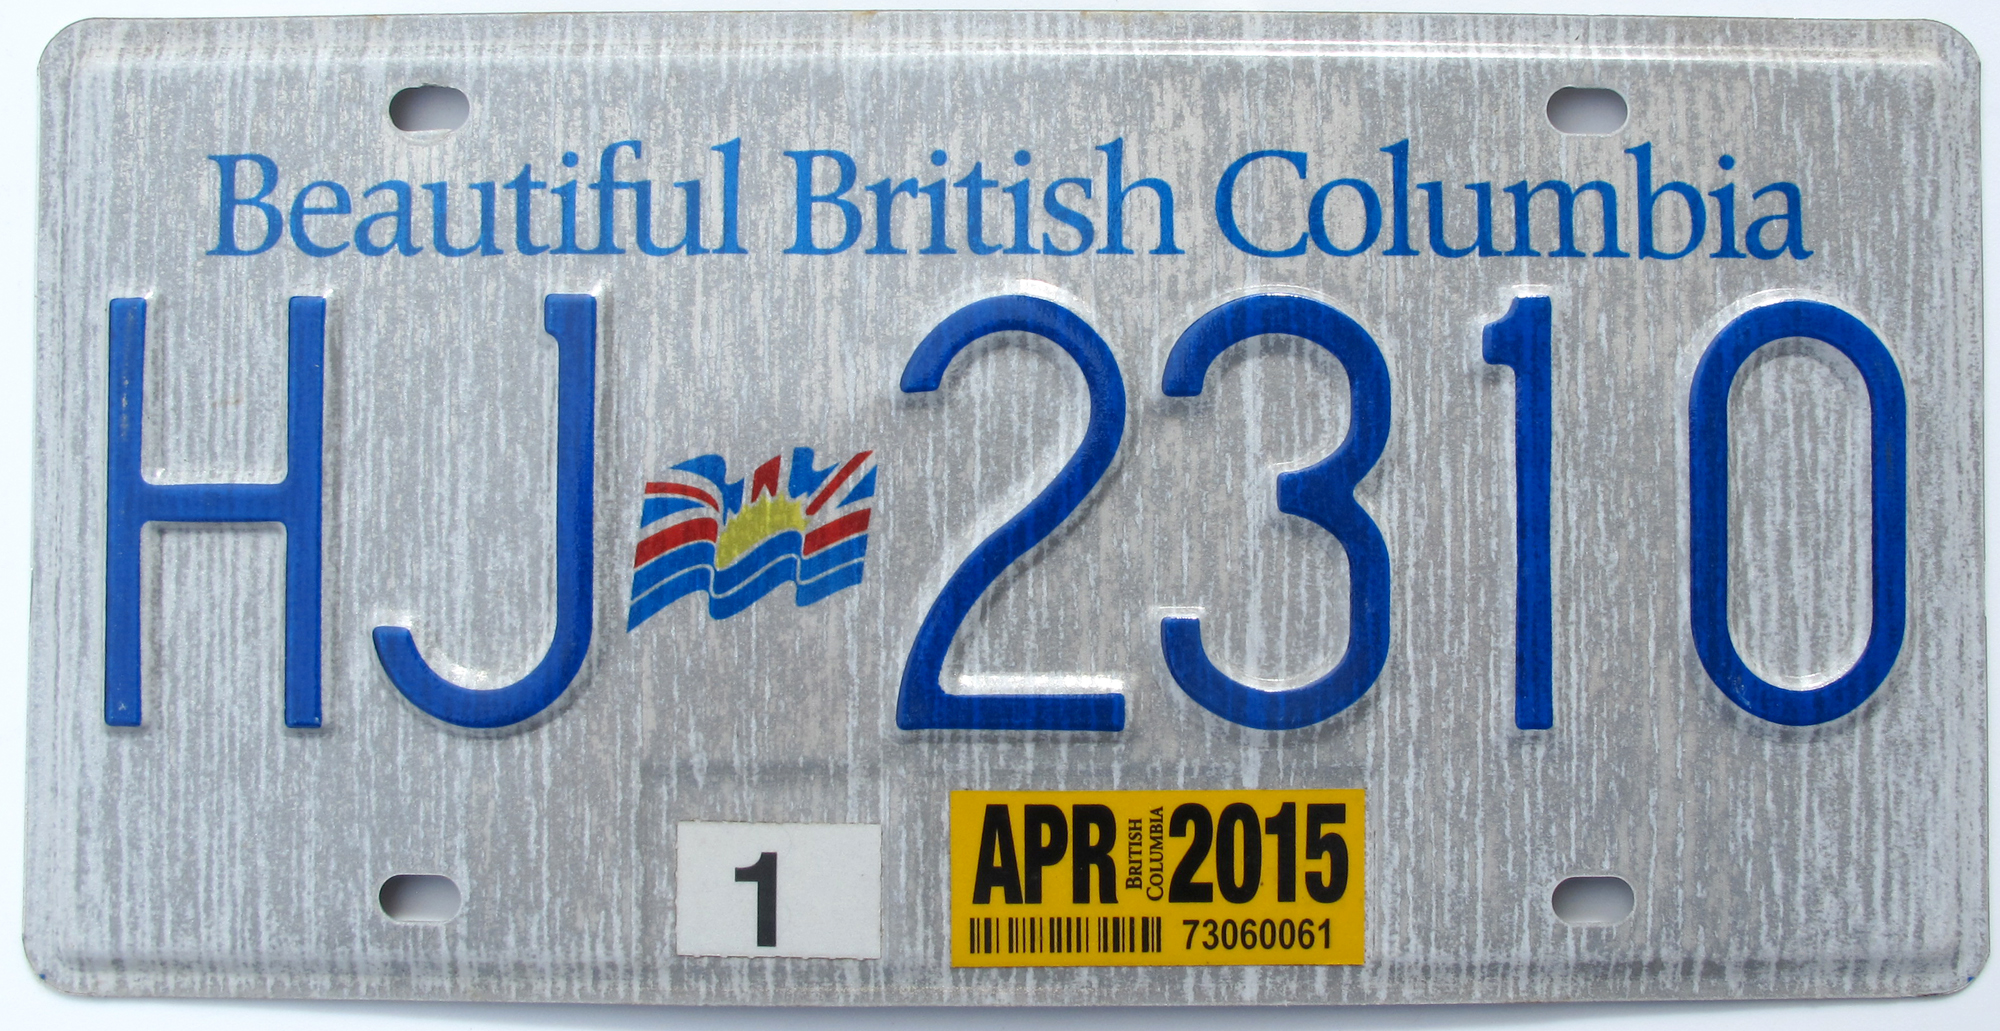 Beautiful British Columbia
HJ 2310
1
APR BRITISH COLUMBIA 2015
73060061